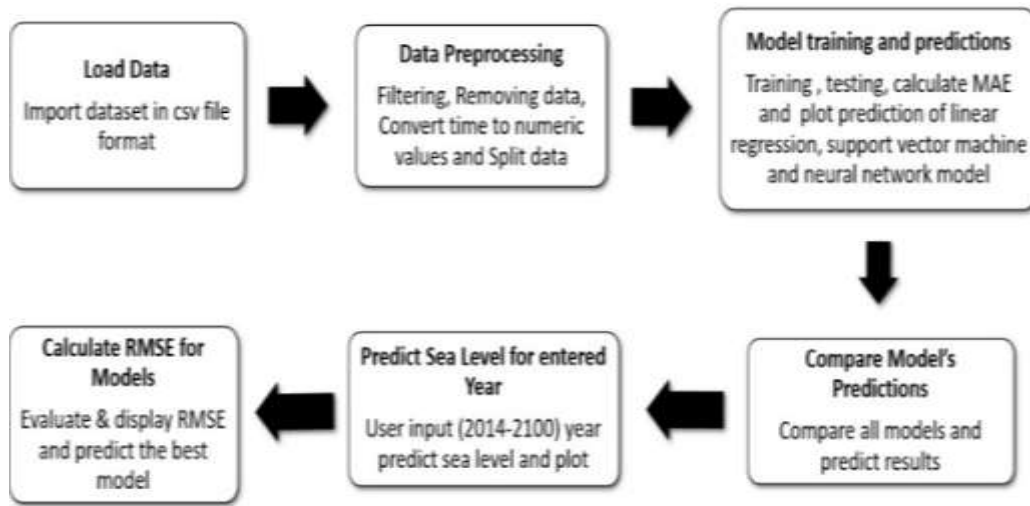 Load Data
Import dataset in csv file
format
Data Preprocessing
Filtering, Removing data,
Convert time to numeric
values and Split data
Model training and predictions
Training , testing, calculate MAE
and plot prediction of linear
regression, support vector machine
and neural network model
Compare Model's
Predictions
Compare all models and
predict results
Predict Sea Level for entered
Year
User input (2014-2100) year
predict sea level and plot
Calculate RMSE for
Models
Evaluate & display RMSE
and predict the best
model